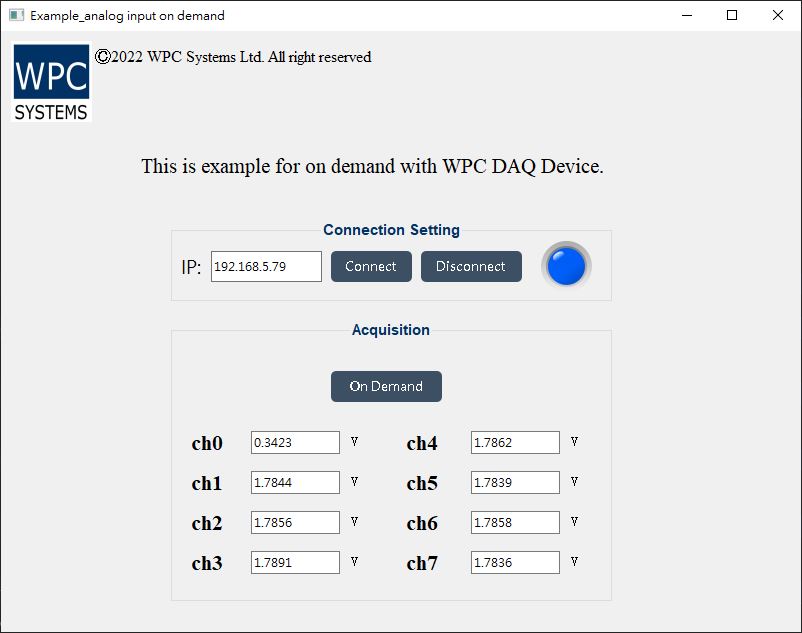 Example_analog input on demand
WPC
SYSTEMS
©2022 WPC Systems Ltd. All right reserved
This is example for on demand with WPC DAQ Device.
Connection Setting
IP: 192.168.5.79 Connect Disconnect
Acquisition
On Demand
ch0 0.3423 V ch4 1.7862 V
ch1 1.7844 V ch5 1.7839 V
ch2 1.7856 V ch6 1.7858 V
ch3 1.7891 V ch7 1.7836 V